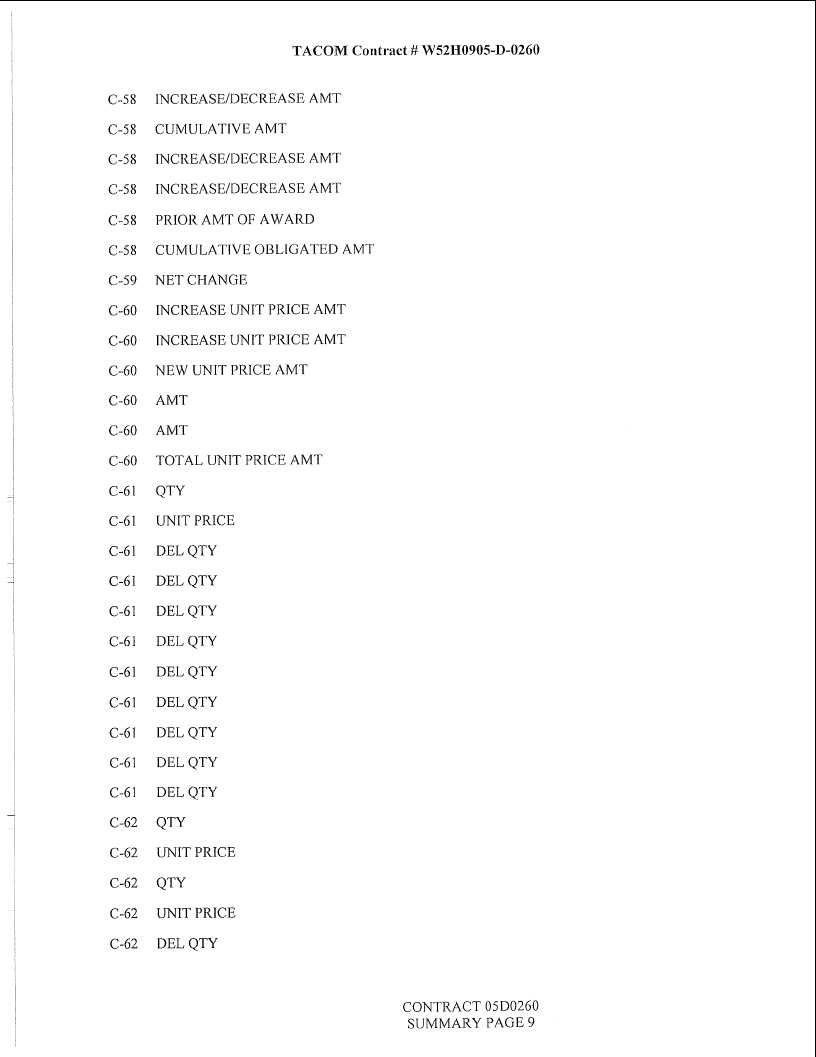 TACOM Contract # W52H0905-D-0260
C-58 INCREASE/DECREASE AMT
C-58 CUMULATIVE AMT
C-58 INCREASE/DECREASE AMT
C-58 INCREASE/DECREASE AMT
C-58 PRIOR AMT OF AWARD
C-58 CUMULATIVE OBLIGATED AMT
C-59 NET CHANGE
C-60 INCREASE UNIT PRICE AMT
C-60 INCREASE UNIT PRICE AMT
C-60 NEW UNIT PRICE AMT
C-60 AMT
C-60 AMT
C-60 TOTAL UNIT PRICE AMT
C-61 QTY
C-61 UNIT PRICE
C-61 DEL QTY
C-61 DEL QTY
C-61 DEL QTY
C-61 DEL QTY
C-61 DEL QTY
C-61 DEL QTY
C-61 DEL QTY
C-61 DEL QTY
C-61 DEL QTY
C-62 QTY
C-62 UNIT PRICE
C-62 QTY
C-62 UNIT PRICE
C-62 DEL QTY
CONTRACT 05D0260
SUMMARY PAGE 9